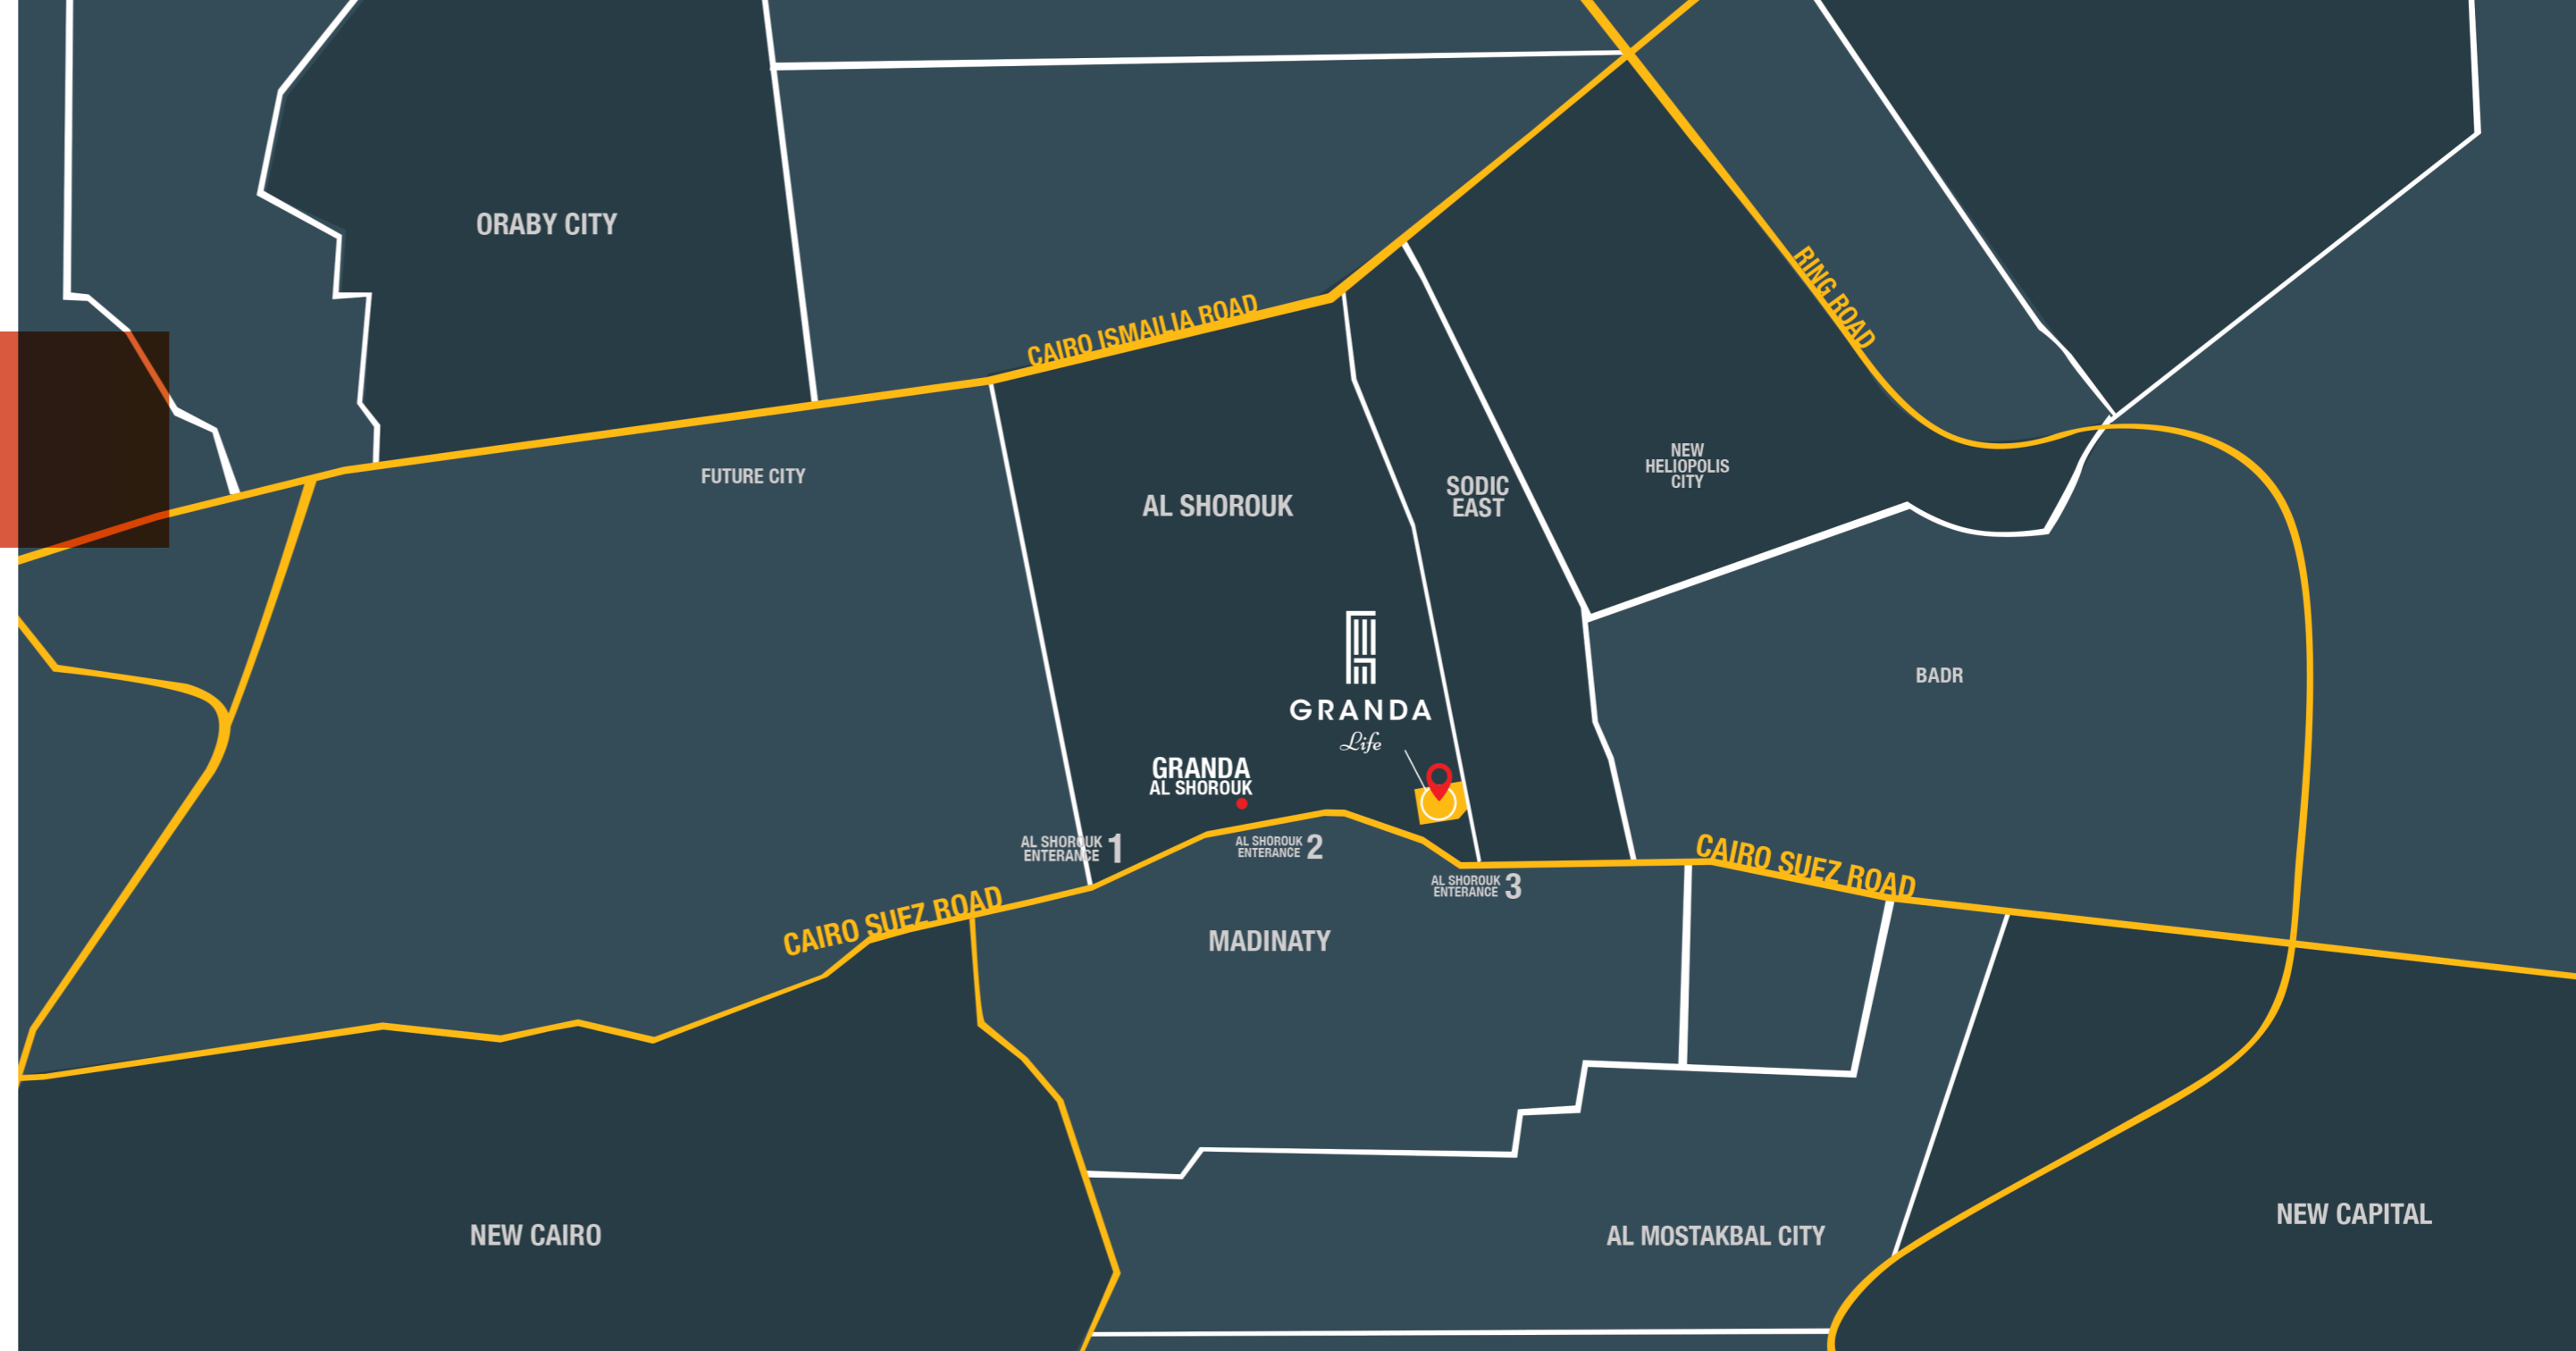 ORABY CITY
RING ROAD
CAIRO ISMAILIA ROAD
FUTURE CITY
AL SHOROUK
SODIC
EAST
NEW
HELIOPOLIS
CITY
BADR
GRANDA
Life
GRANDA
AL SHOROUK
AL SHOROUK
ENTERANCE 1
AL SHOROUK
ENTERANCE 2
AL SHOROUK
ENTERANCE 3
CAIRO SUEZ ROAD
CAIRO SUEZ ROAD
MADINATY
NEW CAIRO
AL MOSTAKBAL CITY
NEW CAPITAL